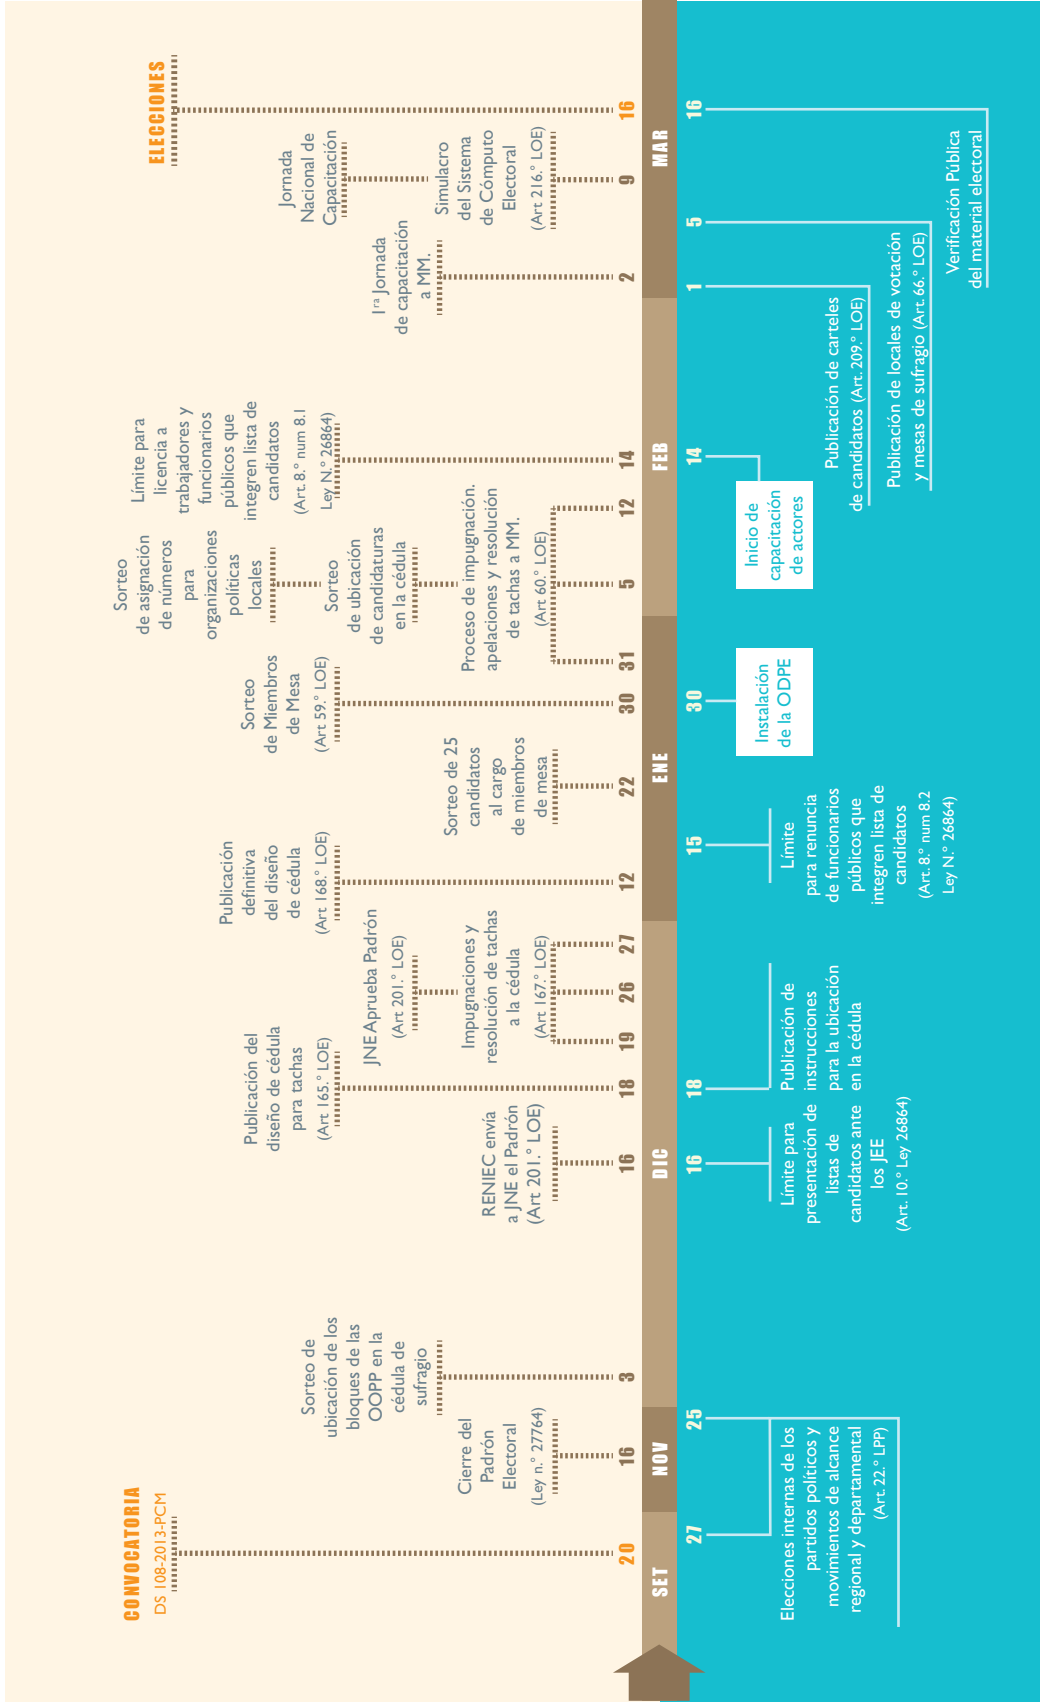 CONVOCATORIA
DS 108-2013-PCM
20
Cierre del
Padrón
Electoral
(Ley n.° 27764)
16
Sorteo de
ubicación de los
bloques de las
OOPP en la
cédula de
sufragio
3
RENIEC envía
a JNE el Padrón
(Art 201.° LOE)
16
Publicación del
diseño de cédula
para tachas
(Art 165.° LOE)
18
JNE Aprueba Padrón
(Art 201.° LOE)
Impugnaciones y
resolución de tachas
a la cédula
(Art 167.° LOE)
19
26
27
Publicación
definitiva
del diseño
de cédula
(Art 168.° LOE)
12
Sorteo de 25
candidatos
al cargo
de miembros
de mesa
22
Sorteo
de Miembros
de Mesa
(Art 59.° LOE)
30
Sorteo
de asignación
de números
para
organizaciones
políticas
locales
Sorteo
de ubicación
de candidaturas
en la cédula
Proceso de impugnación.
apelaciones y resolución
de tachas a MM.
(Art 60.° LOE)
31
5
12
Límite para
licencia a
trabajadores y
funcionarios
públicos que
integren lista de
candidatos
(Art. 8.° num 8.1
Ley N.° 26864)
14
1ra Jornada
de capacitación
a MM.
2
Jornada
Nacional de
Capacitación
Simulacro
del Sistema
de Cómputo
Electoral
(Art 216.° LOE)
9
ELECCIONES
16
SET
NOV
DIC
ENE
FEB
MAR
27
25
Elecciones internas de los
partidos políticos y
movimientos de alcance
regional y departamental
(Art. 22.° LPP)
16
Límite para
presentación de
listas de
candidatos ante
los JEE
(Art. 10.° Ley 26864)
18
Publicación de
instrucciones
para la ubicación
en la cédula
15
Límite
para renuncia
de funcionarios
públicos que
integren lista de
candidatos
(Art. 8.° num 8.2
Ley N.° 26864)
30
Instalación
de la ODPE
14
Inicio de
capacitación
de actores
1
Publicación de carteles
de candidatos (Art. 209.° LOE)
5
Publicación de locales de votación
y mesas de sufragio (Art. 66.° LOE)
16
Verificación Pública
del material electoral